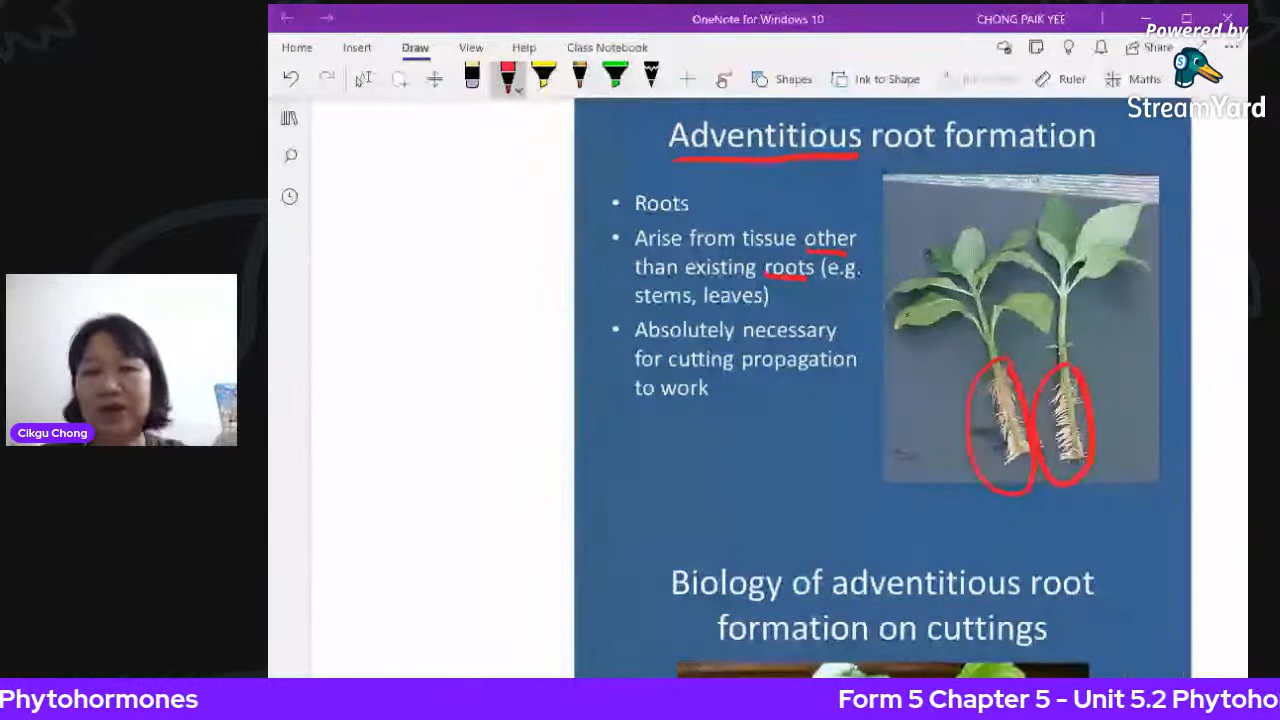 OneNote for Windows 10
CHONG PAIK YEE
Powered by
StreamYard
Home Insert Draw View Help Class Notebook Share
Shapes Ink to Shape Ruler Maths
Adventitious root formation
• Roots
• Arise from tissue other
than existing roots (e.g.
stems, leaves)
• Absolutely necessary
for cutting propagation
to work
Cikgu Chong
Biology of adventitious root
formation on cuttings
Phytohormones
Form 5 Chapter 5 - Unit 5.2 Phytoho